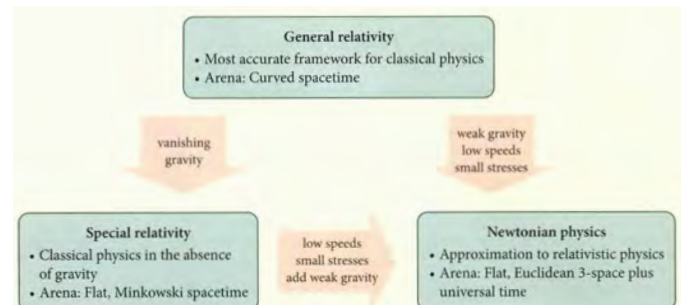 General relativity
• Most accurate framework for classical physics
• Arena: Curved spacetime
vanishing
gravity
weak gravity
low speeds
small stresses
Special relativity
• Classical physics in the absence
of gravity
• Arena: Flat, Minkowski spacetime
low speeds
small stresses
add weak gravity
Newtonian physics
• Approximation to relativistic physics
• Arena: Flat, Euclidean 3-space plus
universal time